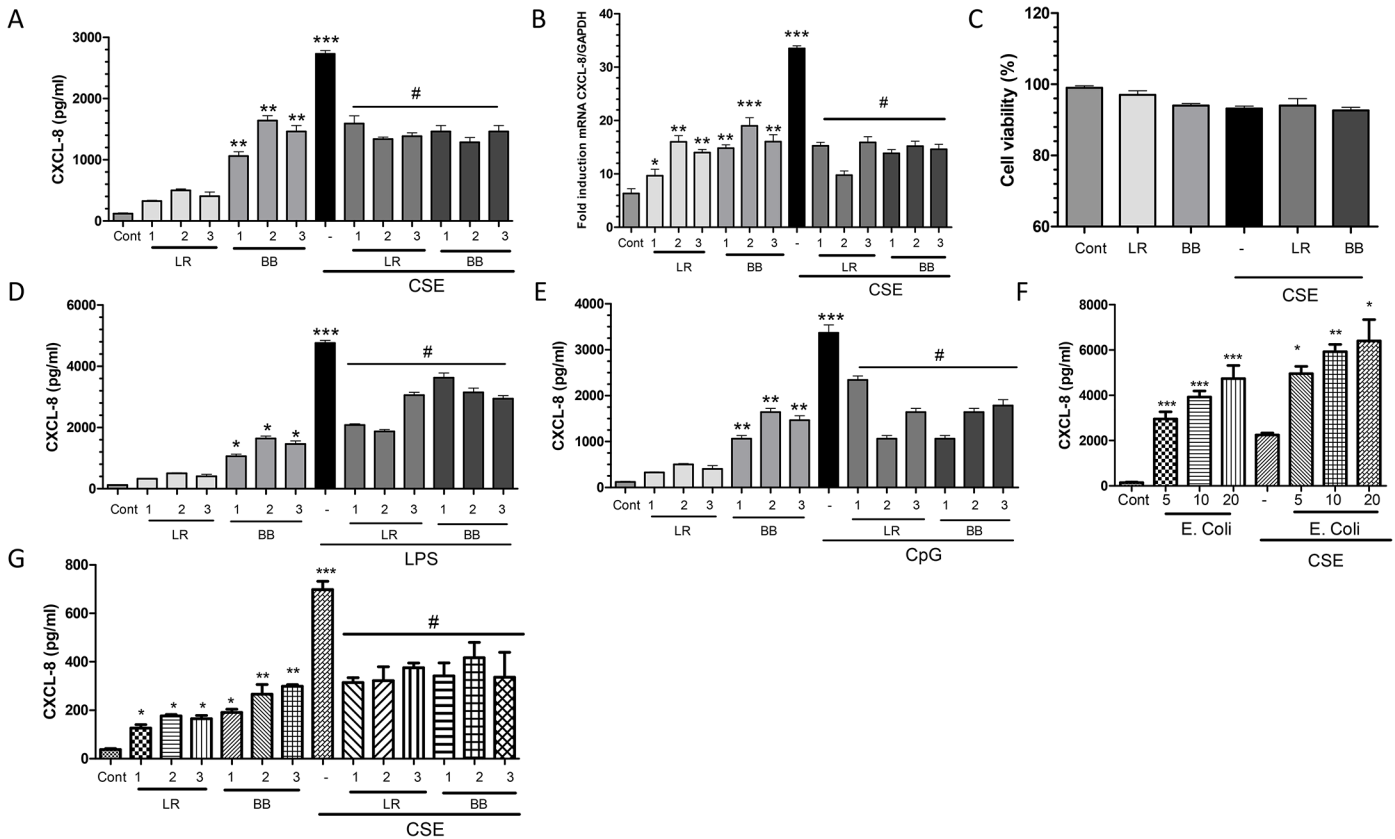 A
CXCL-8 (pg/ml)
3000
2400
1800
1200
600
0
** ** **
***
#
Cont 1 2 3 1 2 3 - 1 2 3 1 2 3
LR BB LR BB
CSE
B
Fold induction mRNA CXCL-8/GAPDH
40
30
20
10
0
* ** ** ** *** **
***
#
Cont 1 2 3 1 2 3 - 1 2 3 1 2 3
LR BB LR BB
CSE
C
Cell viability (%)
120
100
80
60
Cont LR BB - LR BB
CSE
D
CXCL-8 (pg/ml)
6000
4000
2000
0
* * *
***
#
Cont 1 2 3 1 2 3 - 1 2 3 1 2 3
LR BB LR BB
LPS
E
CXCL-8 (pg/ml)
4000
3000
2000
1000
0
** ** **
***
#
Cont 1 2 3 1 2 3 - 1 2 3 1 2 3
LR BB LR BB
CpG
F
CXCL-8 (pg/ml)
8000
6000
4000
2000
0
*** *** *** * ** *
Cont 5 10 20 - 5 10 20
E. Coli E. Coli
CSE
G
CXCL-8 (pg/ml)
800
600
400
200
0
* * * * ** **
***
#
Cont 1 2 3 1 2 3 - 1 2 3 1 2 3
LR BB LR BB
CSE